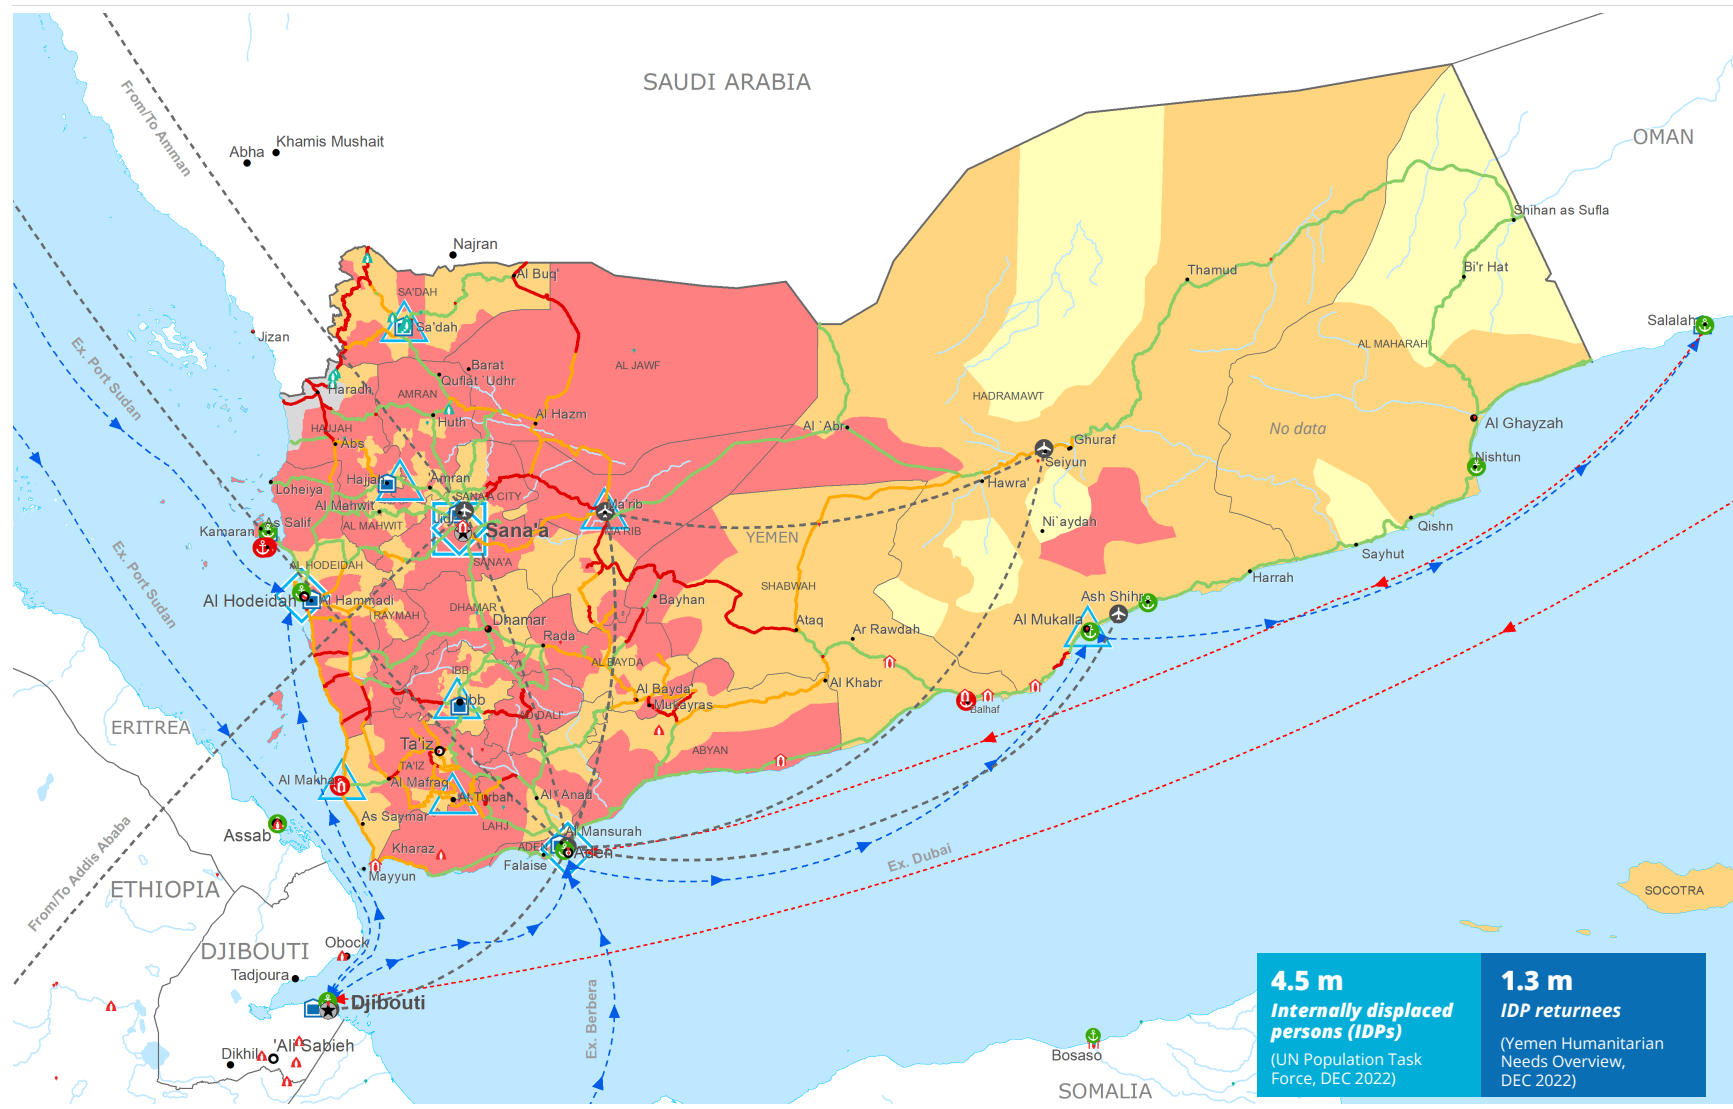 SAUDI ARABIA
OMAN
From/To Amman
Khamis Mushait
Abha
Najran
Shihan as Sufla
Al Buq'
Bi'r Hat
Thamud
SA'DAH
Sa'dah
Salalah
Jizan
Ex. Port Sudan
AL MAHARAH
Barat
AL JAWF
Quflat `Udhr
Haradh
AMRAN
HADRAMAWT
Al Hazm
Huth
Al `Abr
No data
Al Ghayzah
HAJJAH
'Abs
Ghuraf
Seiyun
Nishtun
Hajjah
'Amran
Hawra'
Loheiya
SANA'A CITY
Al Mahwit
Ma'rib
As Salif
AL MAHWIT
Kamaran
Sana'a
MA'RIB
YEMEN
Ni`aydah
Qishn
Sayhut
Ex. Port Sudan
AL HODEIDAH
SANA'A
Harrah
SHABWAH
Al Hodeidah
Al Hammadi
RAYMAH
DHAMAR
Bayhan
Ash Shihr
Dhamar
Ataq
Ar Rawdah
Al Mukalla
Rada
IBB
AL BAYDA
Al Khabr
Al Bayda'
Ibb
Mukayras
Balhaf
AD DALI'
ERITREA
Ta'iz
ABYAN
TA'IZ
Al Makha
Al Mafraq
At Turbah
Al 'Anad
As Saymar
LAHJ
Assab
Al Mansurah
Kharaz
ADEN
Aden
Falaise
Ex. Dubai
Mayyun
ETHIOPIA
From/To Addis Ababa
SOCOTRA
DJIBOUTI
Obock
Tadjoura
Djibouti
Ex. Berbera
'Ali Sabieh
Dikhil
Bosaso
SOMALIA
4.5 m
Internally displaced
persons (IDPs)
(UN Population Task
Force, DEC 2022)
1.3 m
IDP returnees
(Yemen Humanitarian
Needs Overview,
DEC 2022)